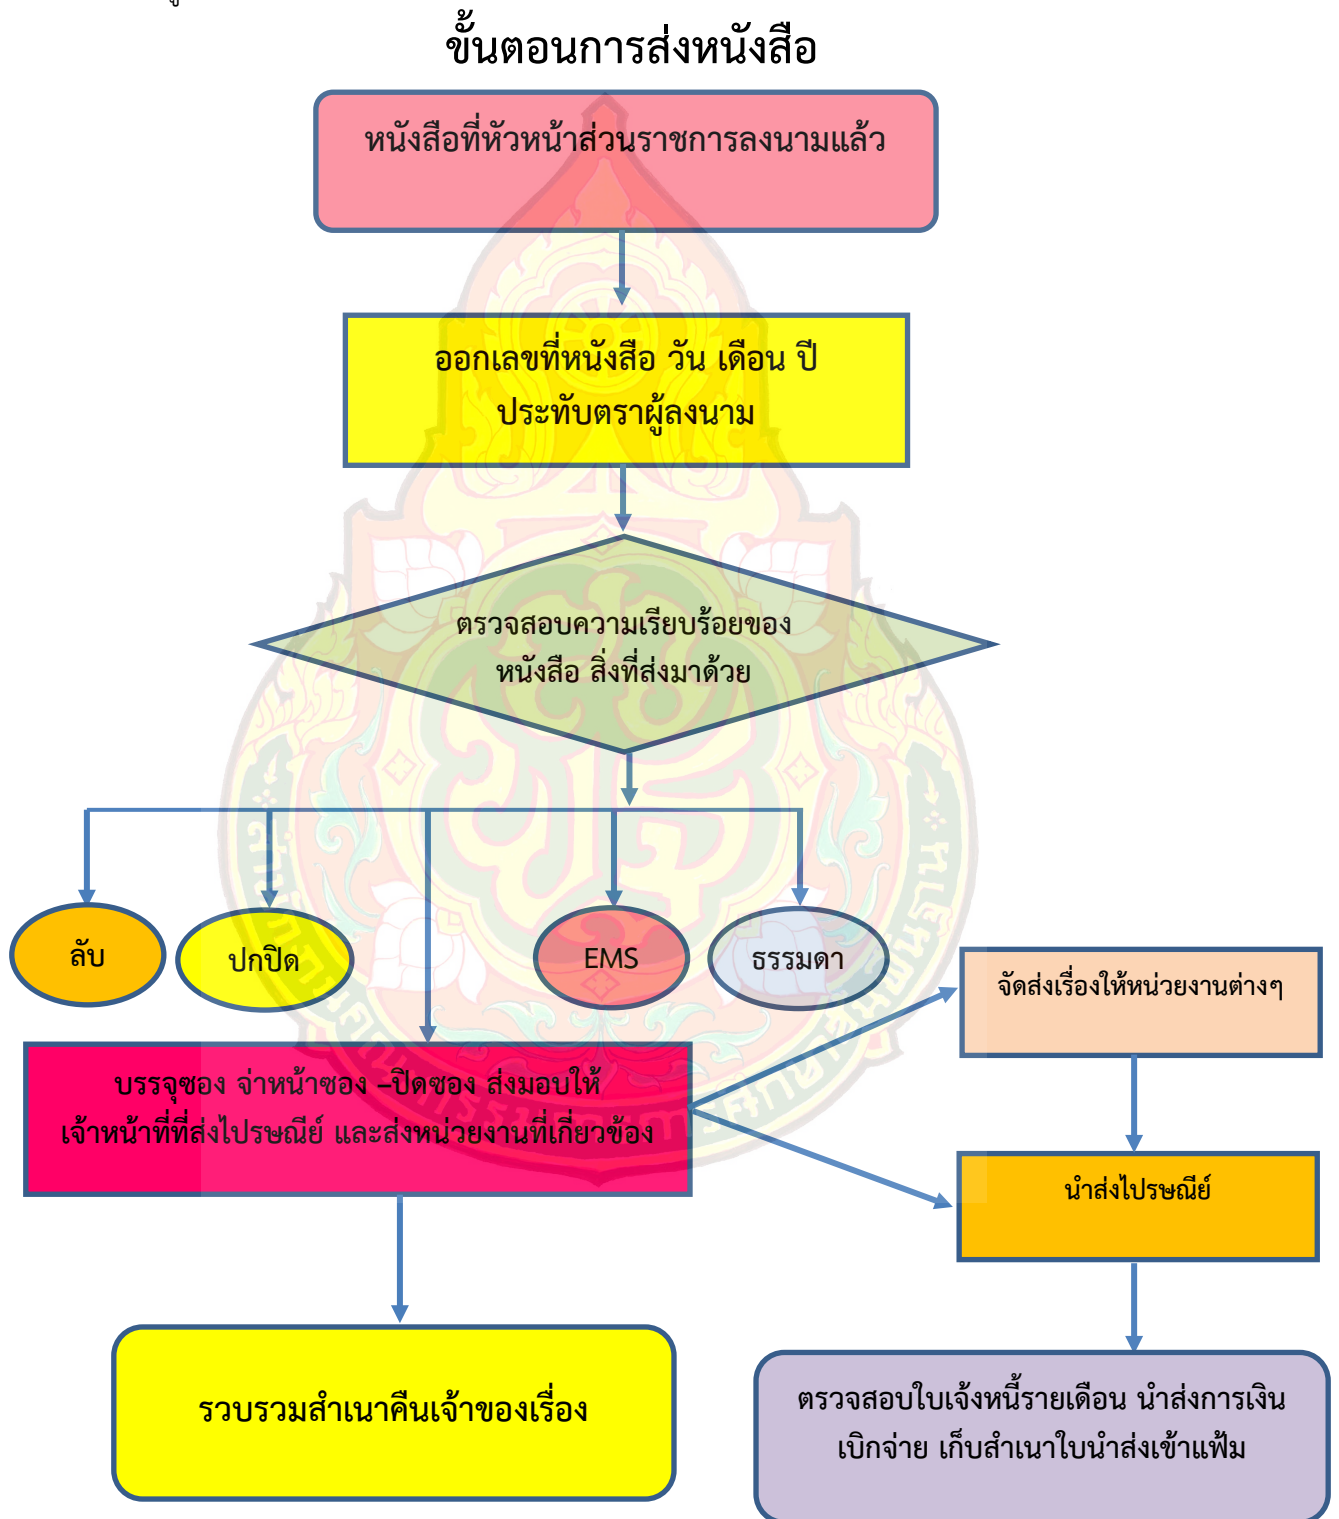 ขั้นตอนการส่งหนังสือ
หนังสือที่หัวหน้าส่วนราชการลงนามแล้ว
ออกเลขที่หนังสือ วัน เดือน ปี
ประทับตราผู้ลงนาม
ตรวจสอบความเรียบร้อยของ
หนังสือ สิ่งที่ส่งมาด้วย
ลับ
ปกปิด
EMS
ธรรมดา
จัดส่งเรื่องให้หน่วยงานต่างๆ
บรรจุซอง จ่าหน้าซอง –ปิดซอง ส่งมอบให้
เจ้าหน้าที่ที่ส่งไปรษณีย์ และส่งหน่วยงานที่เกี่ยวข้อง
นำส่งไปรษณีย์
รวบรวมสำเนาคืนเจ้าของเรื่อง
ตรวจสอบใบเจ้งหนี้รายเดือน นำส่งการเงิน
เบิกจ่าย เก็บสำเนาใบนำส่งเข้าแฟ้ม